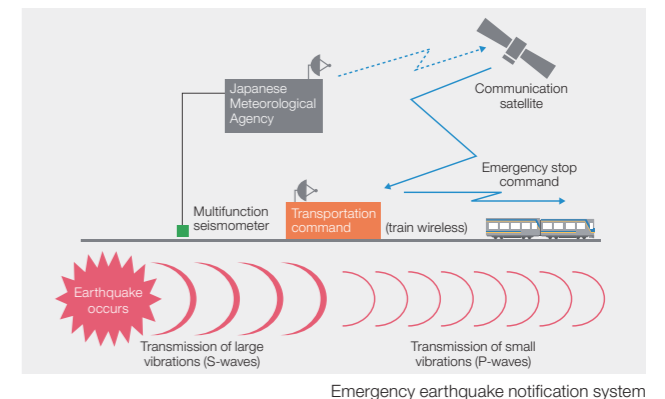 Japanese
Meteorological
Agency
Communication
satellite
Emergency stop
command
Multifunction
seismometer
Transportation
command
(train wireless)
Earthquake
occurs
Transmission of large
vibrations (S-waves)
Transmission of small
vibrations (P-waves)
Emergency earthquake notification system